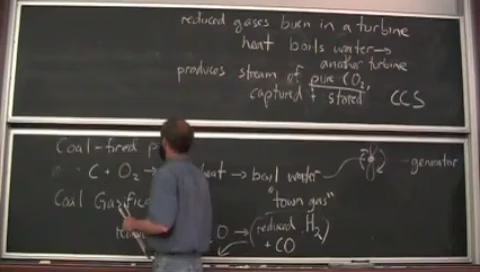 reduced gases burn in a turbine
heat boils water →
another turbine
produces stream of pure CO2,
captured + stored CCS
Coal-fired p
C + O2 → at → boil water generator
Coal Gasific "town gas"
O → (reduced H2)
+ CO